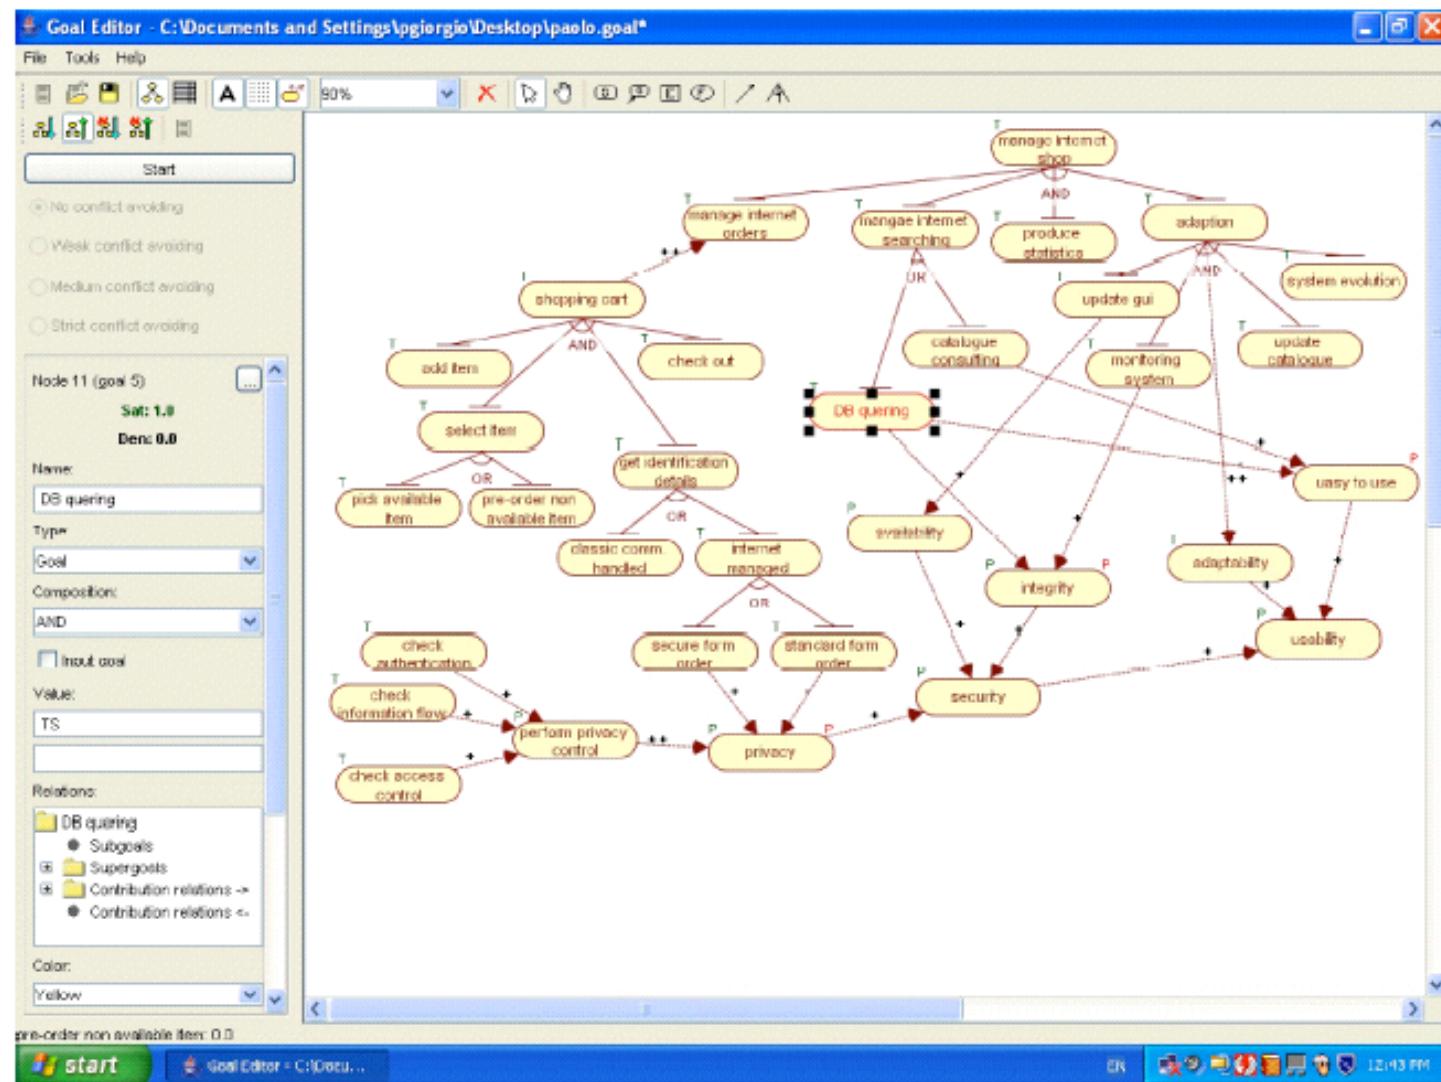 Goal Editor - C:\Documents and Settings\pgiorgio\Desktop\paolo.goal*
File Tools Help
A 90%
Start
No conflict avoiding
Weak conflict avoiding
Medium conflict avoiding
Strict conflict avoiding
Node 11 (goal 5)
...
Sat: 1.0
Den: 0.0
Name:
DB quering
Type
Goal
Composition:
AND
Input goal
Value:
TS
Relations:
DB quering
Subgoals
Supergoals
Contribution relations ->
Contribution relations <-
Color:
Yellow
T
manage internet
shop
AND
T
manage internet
orders
T
mangae internet
searching
OR
T
produce
statistics
T
adaption
AND
++
I
shopping cart
AND
I
update gui
T
system evolution
T
add item
T
check out
T
catalogue
consulting
T
monitoring
system
T
update
catalogue
T
select item
OR
T
DB quering
T
get identification
details
OR
+
-
++
P
easy to use
T
pick available
item
pre-order non
available item
+
P
availability
+
classic comm.
handled
T
internet
managed
OR
P
integrity
P
I
adaptability
+
+
T
check
authentication
secure form
order
T
standard form
order
+
+
P
usability
+
T
check
information flow
+
+
P
perform privacy
control
++
+
-
P
privacy
P
+
P
security
T
check access
control
+
pre-order non available item: 0.0
start
Goal Editor - C:\Docu...
EN
12:43 PM